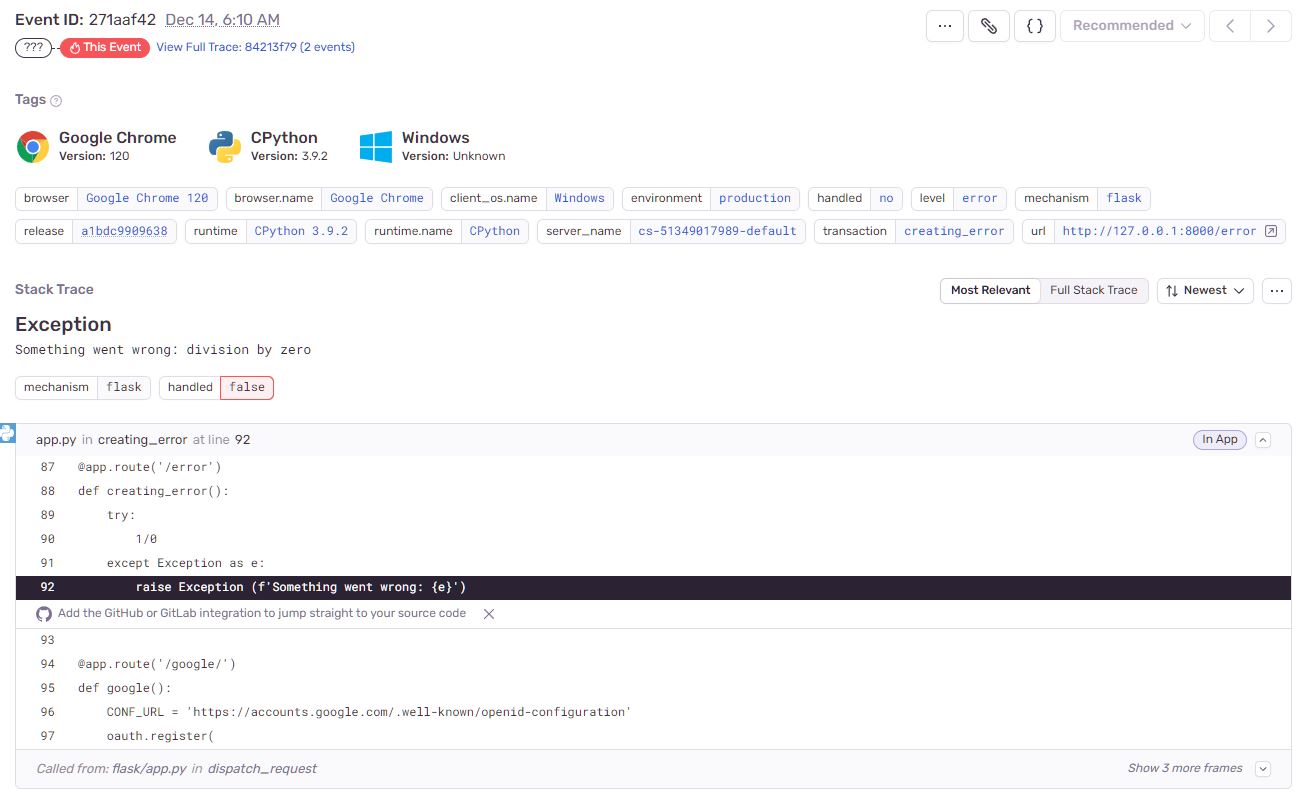 Event ID: 271aaf42 Dec 14, 6:10 AM
??? This Event View Full Trace: 84213f79 (2 events)
... { } Recommended
Tags ?
Google Chrome
Version: 120
CPython
Version: 3.9.2
Windows
Version: Unknown
browser Google Chrome 120 browser.name Google Chrome client_os.name Windows environment production handled no level error mechanism flask
release a1bdc9909638 runtime CPython 3.9.2 runtime.name CPython server_name cs-51349017989-default transaction creating_error url http://127.0.0.1:8000/error
Stack Trace Most Relevant Full Stack Trace Newest ...
Exception
Something went wrong: division by zero
mechanism flask handled false
app.py in creating_error at line 92 In App
87 @app.route('/error')
88 def creating_error():
89     try:
90         1/0
91     except Exception as e:
92         raise Exception (f'Something went wrong: {e}')
Add the GitHub or GitLab integration to jump straight to your source code
93
94 @app.route('/google/')
95 def google():
96     CONF_URL = 'https://accounts.google.com/.well-known/openid-configuration'
97     oauth.register(
Called from: flask/app.py in dispatch_request Show 3 more frames